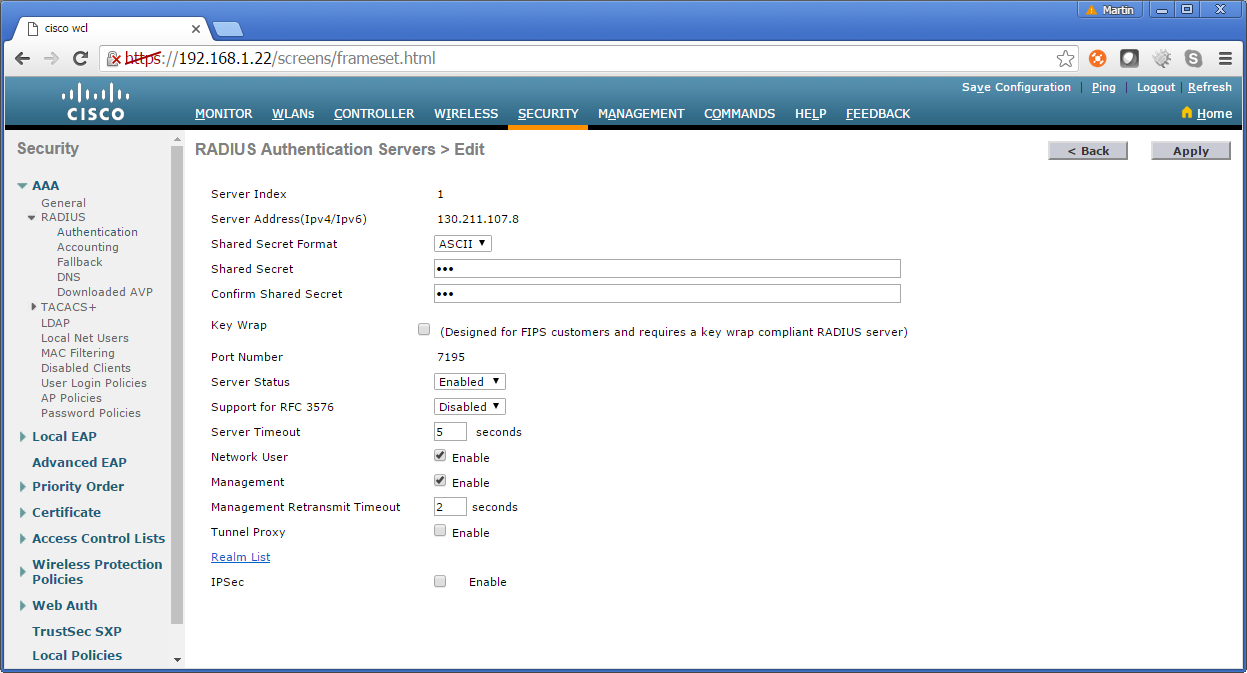 Martin
cisco wcl
https://192.168.1.22/screens/frameset.html
Save Configuration | Ping | Logout | Refresh
CISCO
MONITOR WLANs CONTROLLER WIRELESS SECURITY MANAGEMENT COMMANDS HELP FEEDBACK
Home
Security
AAA
General
RADIUS
Authentication
Accounting
Fallback
DNS
Downloaded AVP
TACACS+
LDAP
Local Net Users
MAC Filtering
Disabled Clients
User Login Policies
AP Policies
Password Policies
Local EAP
Advanced EAP
Priority Order
Certificate
Access Control Lists
Wireless Protection
Policies
Web Auth
TrustSec SXP
Local Policies
RADIUS Authentication Servers > Edit
< Back
Apply
Server Index 1
Server Address(Ipv4/Ipv6) 130.211.107.8
Shared Secret Format ASCII
Shared Secret •••
Confirm Shared Secret •••
Key Wrap (Designed for FIPS customers and requires a key wrap compliant RADIUS server)
Port Number 7195
Server Status Enabled
Support for RFC 3576 Disabled
Server Timeout 5 seconds
Network User Enable
Management Enable
Management Retransmit Timeout 2 seconds
Tunnel Proxy Enable
Realm List
IPSec Enable